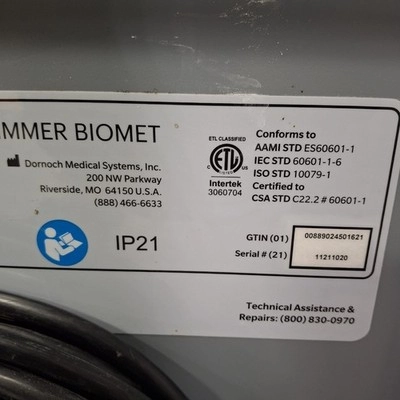 MMER BIOMET
Dornoch Medical Systems, Inc.
200 NW Parkway
Riverside, MO 64150 U.S.A.
(888) 466-6633
IP21
ETL CLASSIFIED
ETL
Intertek
3060704
Conforms to
AAMI STD ES60601-1
IEC STD 60601-1-6
ISO STD 10079-1
Certified to
CSA STD C22.2 # 60601-1
GTIN (01) 00889024501621
Serial # (21) 11211020
Technical Assistance &
Repairs: (800) 830-0970